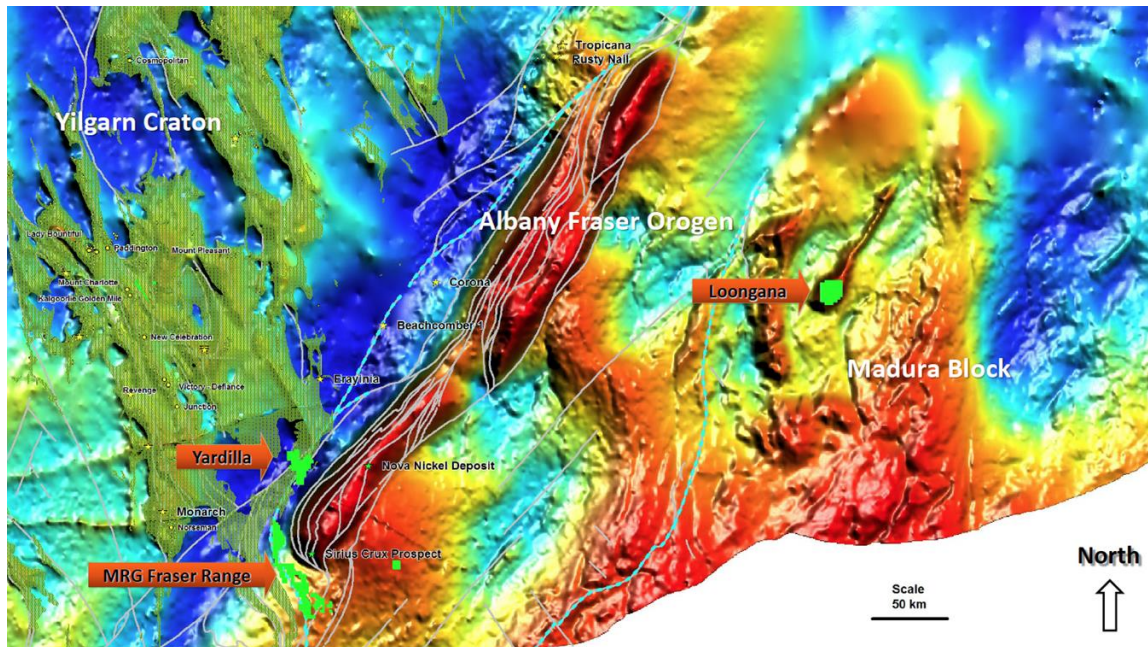 Tropicana
Rusty Nail
Cosmopolitan
Yilgarn Craton
Albany Fraser Orogen
Lady Bountiful
Paddington
Mount Pleasant
Mount Charlotte
Kalgoorlie Golden Mile
Corona
Loongana
Beachcomber 1
New Celebration
Madura Block
Erayinia
Revenge
Victory - Defiance
Junction
Yardilla
Nova Nickel Deposit
Monarch
Norseman
Sirius Crux Prospect
MRG Fraser Range
North
Scale
50 km